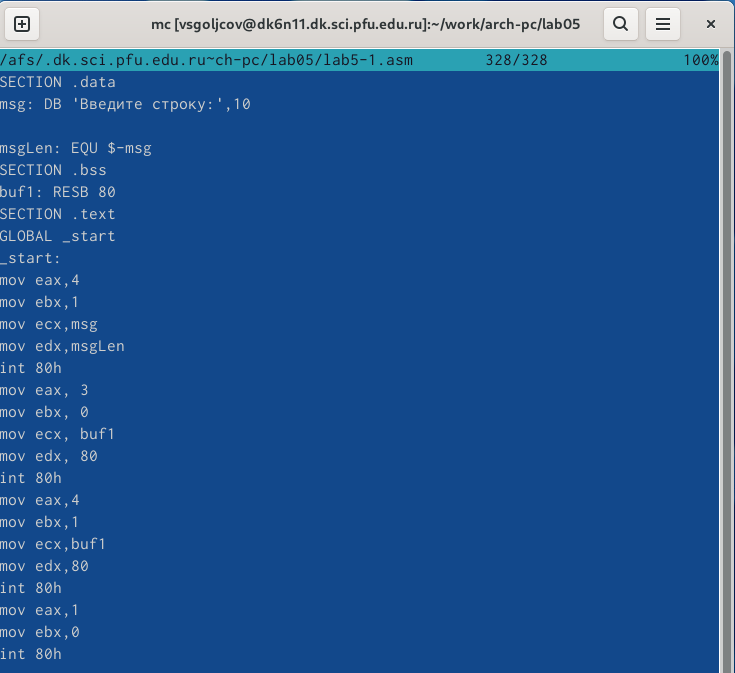 mc [vsgoljcov@dk6n11.dk.sci.pfu.edu.ru]:~/work/arch-pc/lab05
/afs/.dk.sci.pfu.edu.ru~ch-pc/lab05/lab5-1.asm 328/328 100%
SECTION .data
msg: DB 'Введите строку:',10
msgLen: EQU $-msg
SECTION .bss
buf1: RESB 80
SECTION .text
GLOBAL _start
_start:
mov eax,4
mov ebx,1
mov ecx,msg
mov edx,msgLen
int 80h
mov eax, 3
mov ebx, 0
mov ecx, buf1
mov edx, 80
int 80h
mov eax,4
mov ebx,1
mov ecx,buf1
mov edx,80
int 80h
mov eax,1
mov ebx,0
int 80h